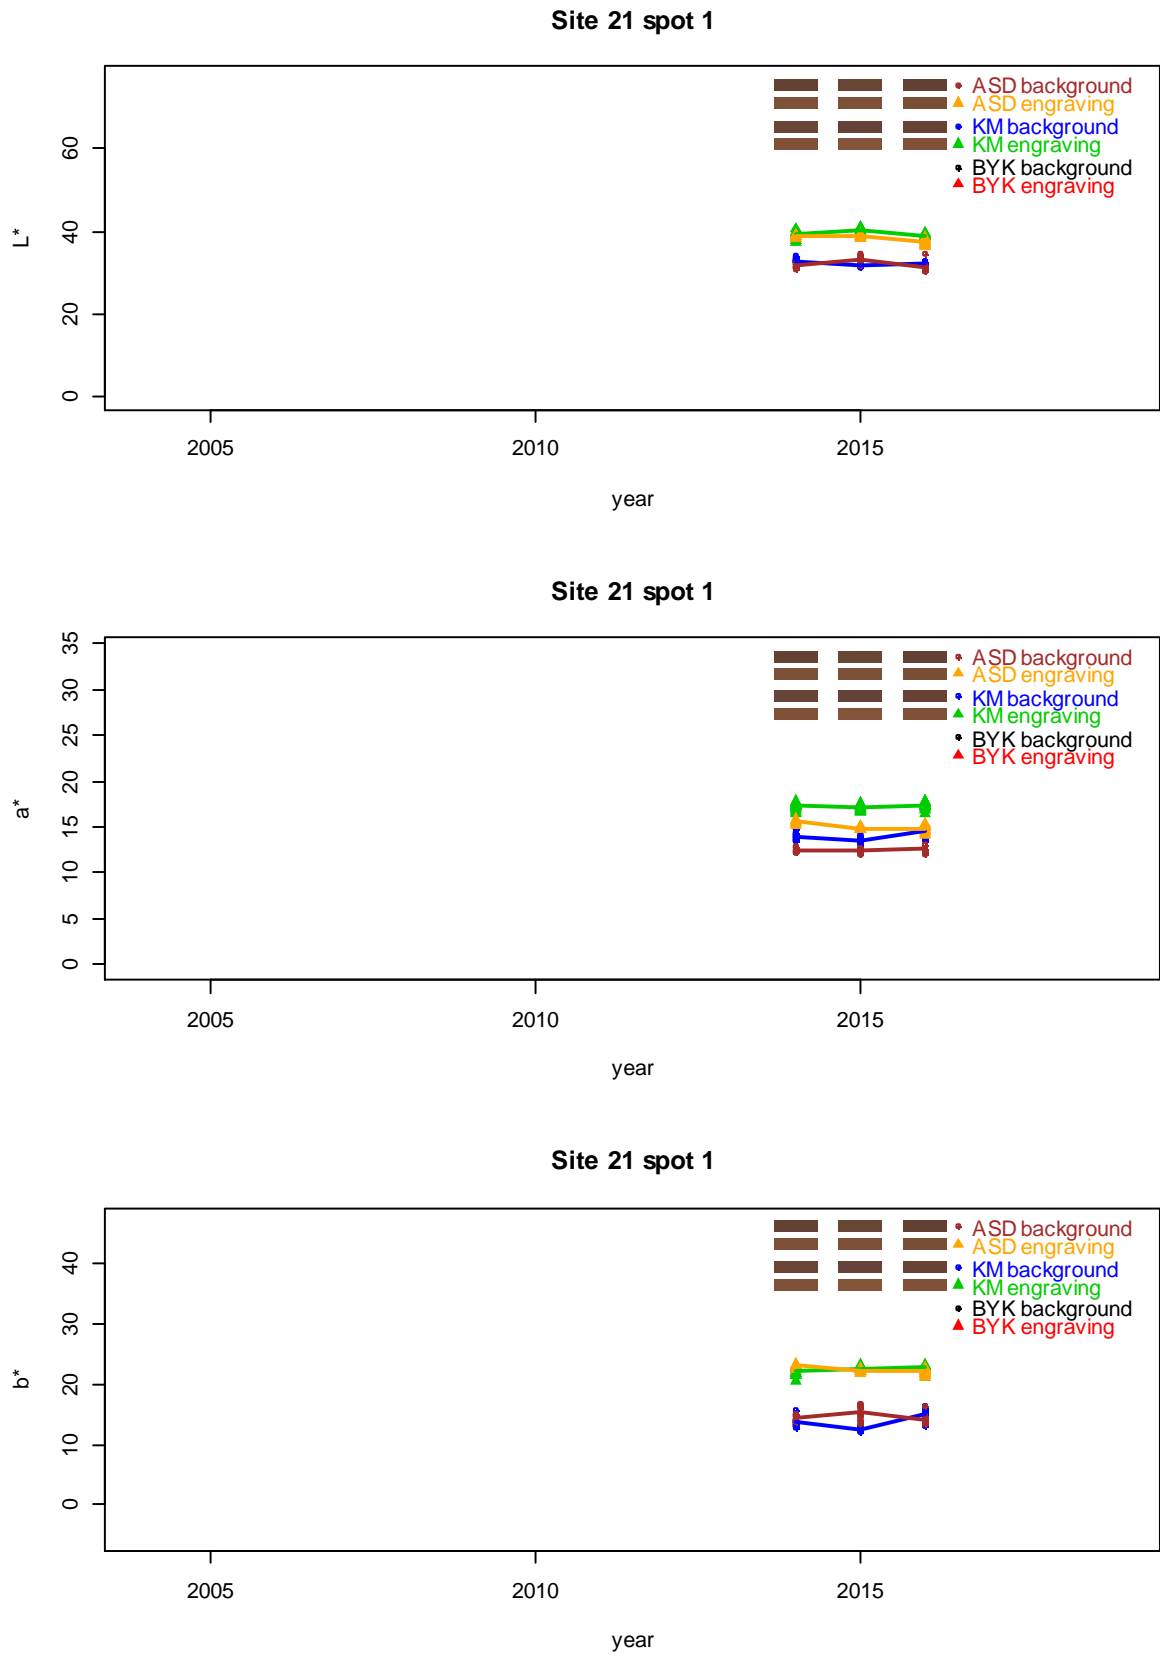 Site 21 spot 1
ASD background
ASD engraving
KM background
KM engraving
BYK background
BYK engraving
L*
0
20
40
60
2005
2010
2015
year
Site 21 spot 1
ASD background
ASD engraving
KM background
KM engraving
BYK background
BYK engraving
a*
0
5
10
15
20
25
30
35
2005
2010
2015
year
Site 21 spot 1
ASD background
ASD engraving
KM background
KM engraving
BYK background
BYK engraving
b*
0
10
20
30
40
2005
2010
2015
year